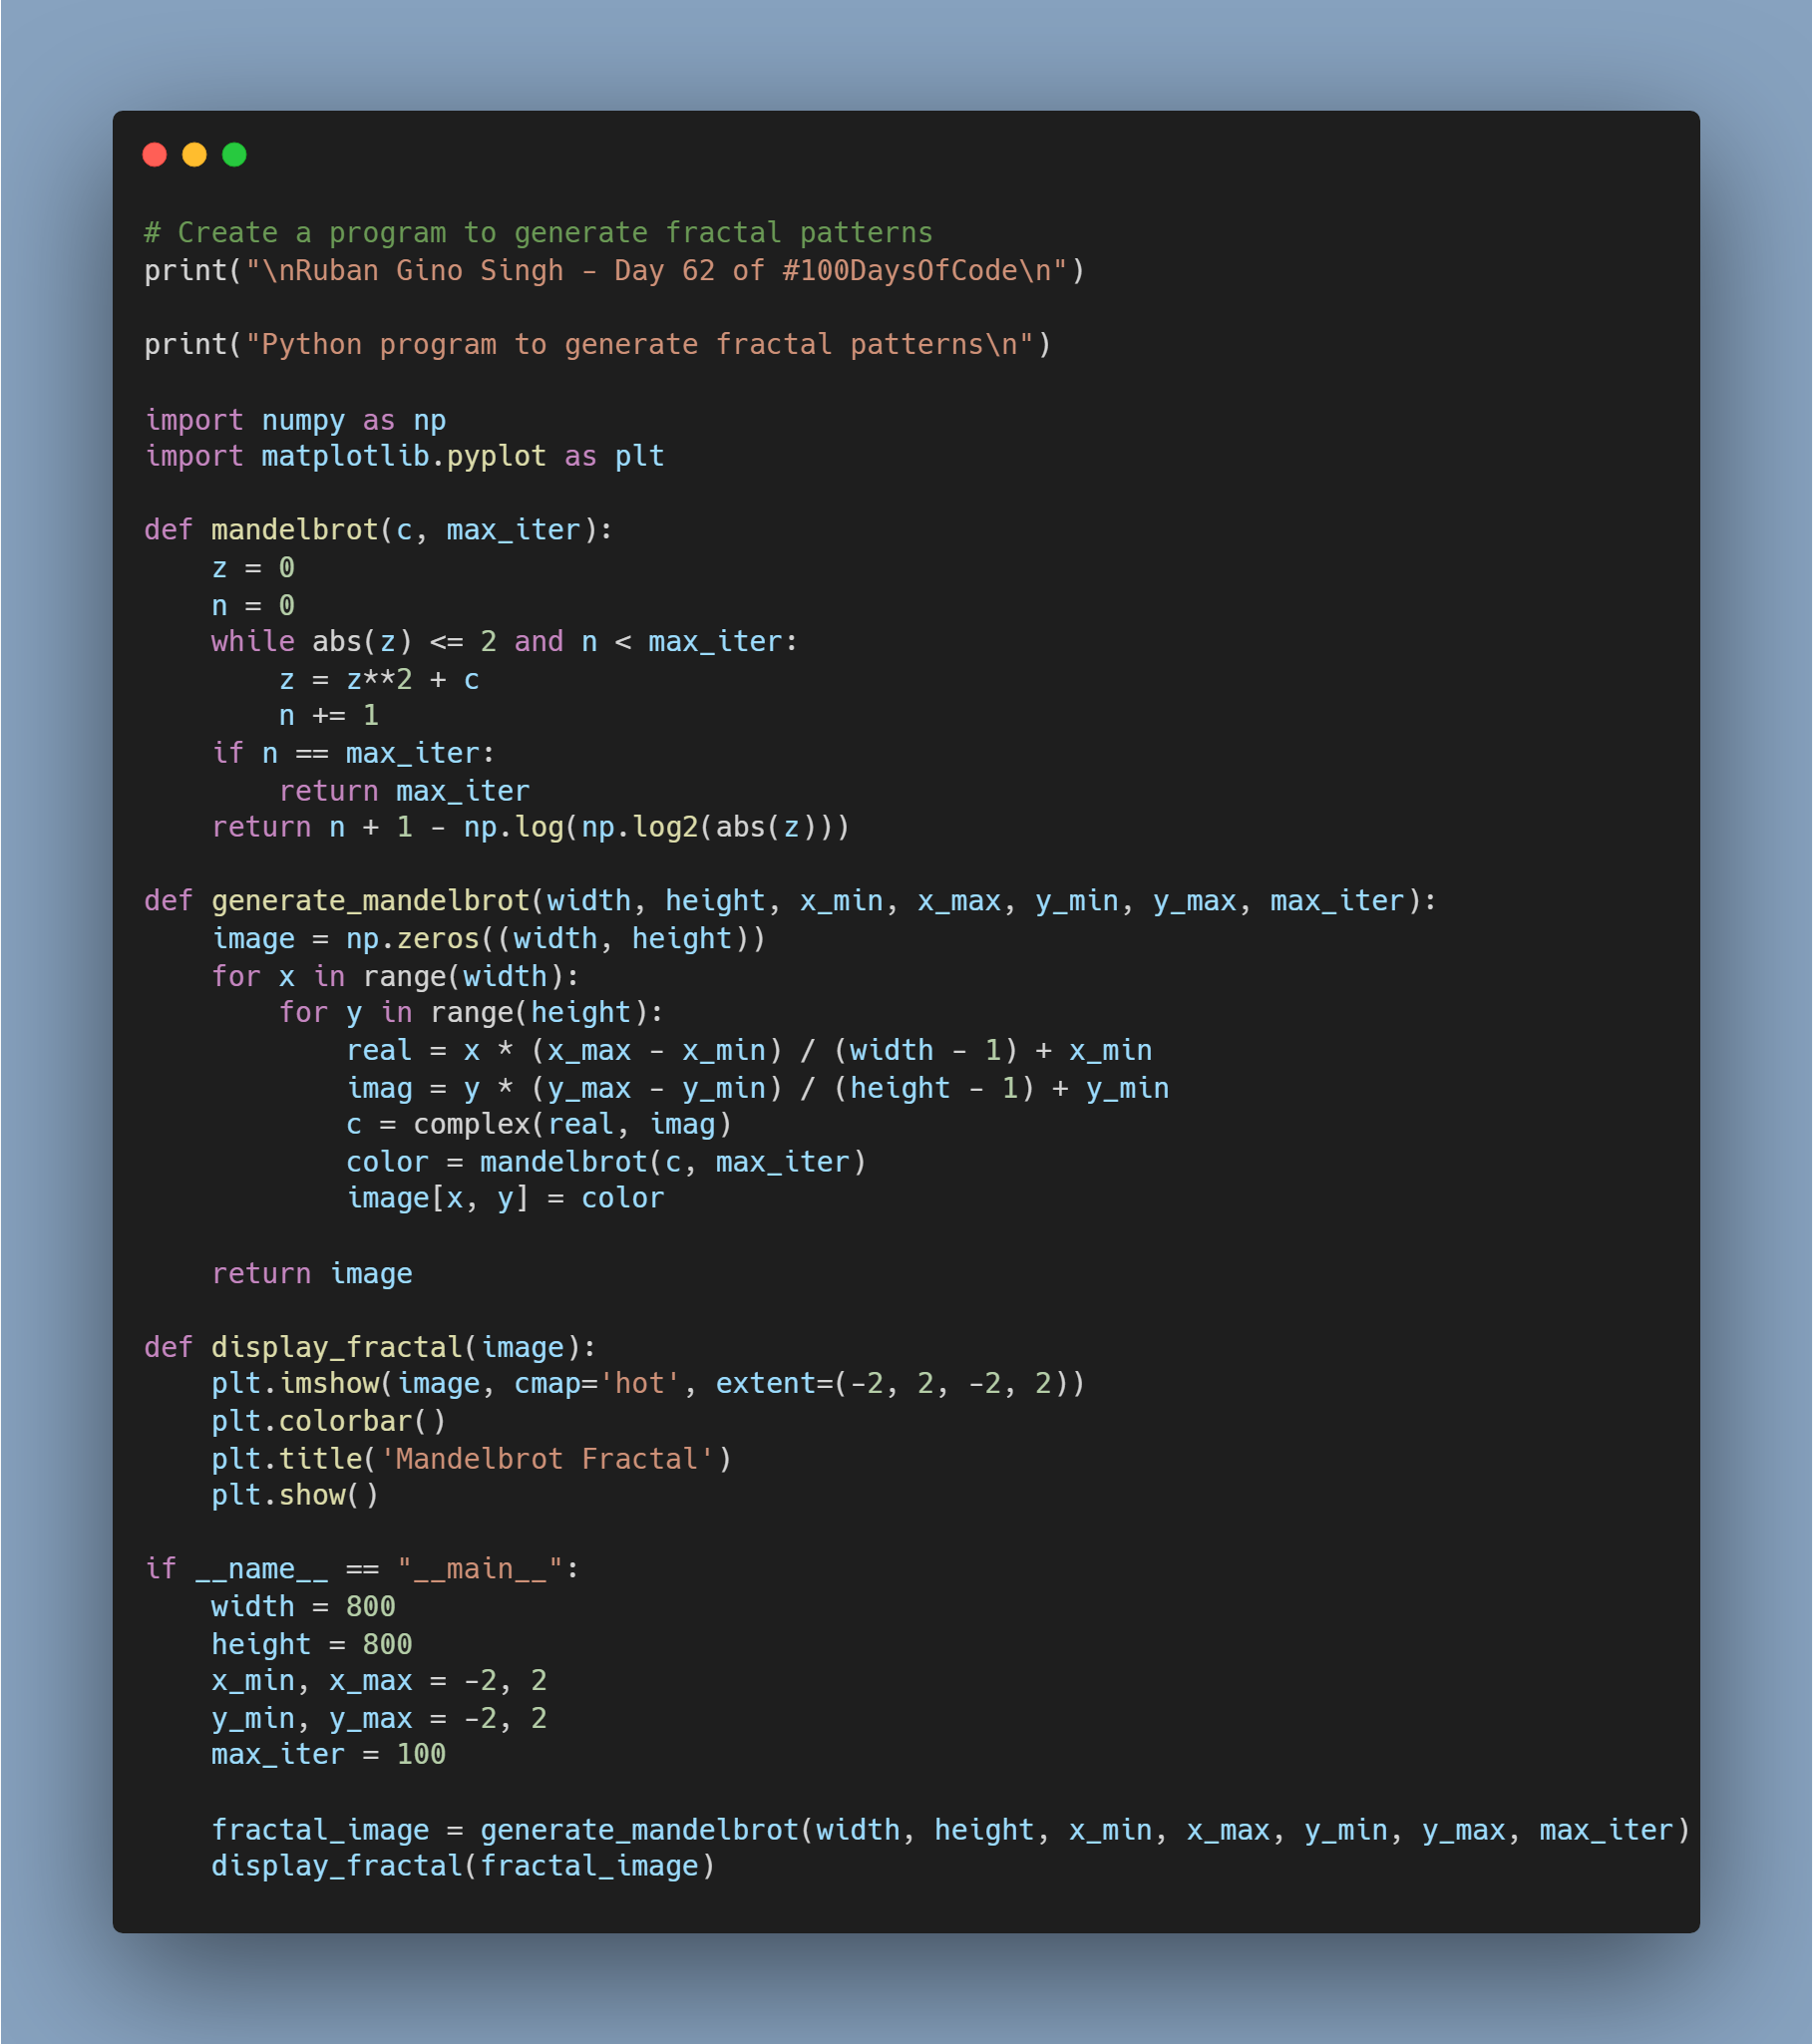 # Create a program to generate fractal patterns
print("\nRuban Gino Singh - Day 62 of #100DaysOfCode\n")

print("Python program to generate fractal patterns\n")

import numpy as np
import matplotlib.pyplot as plt

def mandelbrot(c, max_iter):
    z = 0
    n = 0
    while abs(z) <= 2 and n < max_iter:
        z = z**2 + c
        n += 1
    if n == max_iter:
        return max_iter
    return n + 1 - np.log(np.log2(abs(z)))

def generate_mandelbrot(width, height, x_min, x_max, y_min, y_max, max_iter):
    image = np.zeros((width, height))
    for x in range(width):
        for y in range(height):
            real = x * (x_max - x_min) / (width - 1) + x_min
            imag = y * (y_max - y_min) / (height - 1) + y_min
            c = complex(real, imag)
            color = mandelbrot(c, max_iter)
            image[x, y] = color

    return image

def display_fractal(image):
    plt.imshow(image, cmap='hot', extent=(-2, 2, -2, 2))
    plt.colorbar()
    plt.title('Mandelbrot Fractal')
    plt.show()

if __name__ == "__main__":
    width = 800
    height = 800
    x_min, x_max = -2, 2
    y_min, y_max = -2, 2
    max_iter = 100

    fractal_image = generate_mandelbrot(width, height, x_min, x_max, y_min, y_max, max_iter)
    display_fractal(fractal_image)